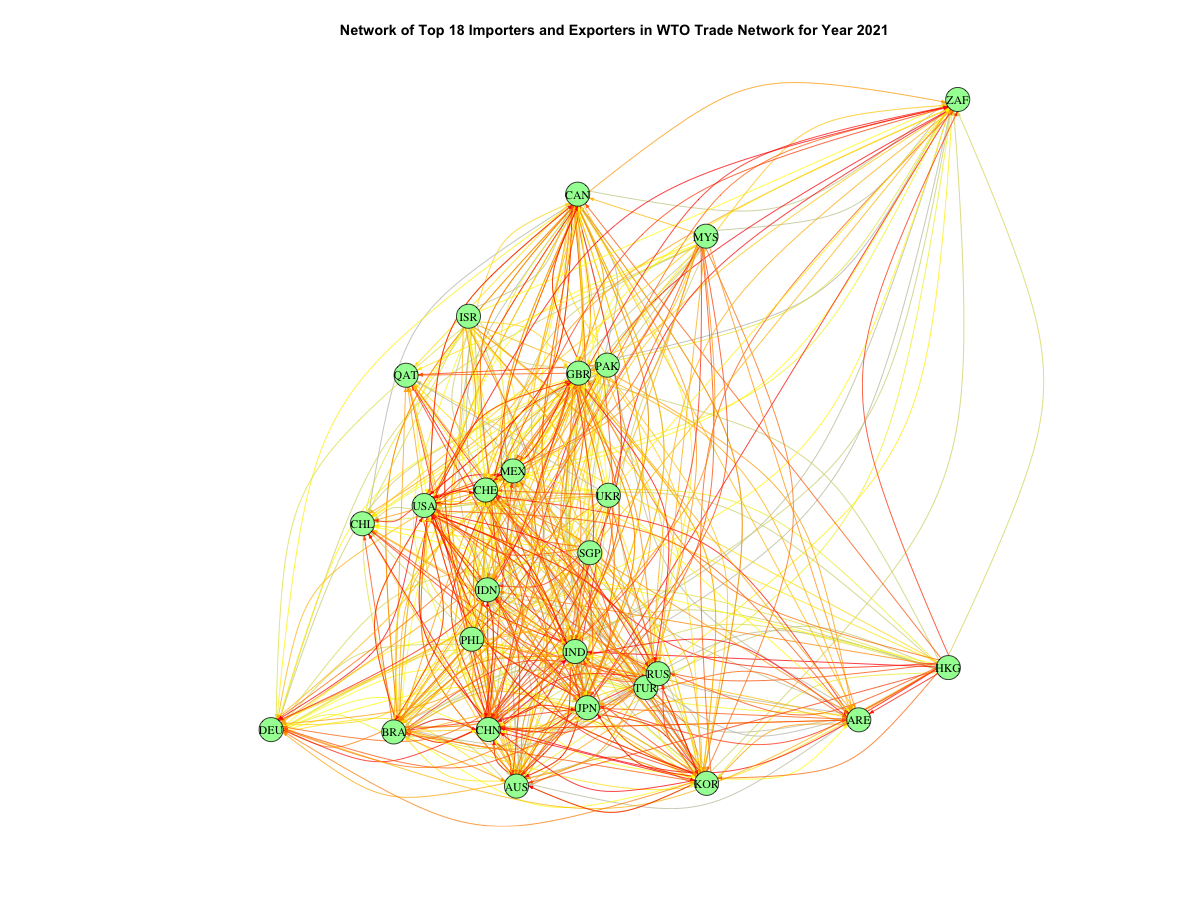 Network of Top 18 Importers and Exporters in WTO Trade Network for Year 2021
ZAF
CAN
MYS
ISR
PAK
GBR
QAT
MEX
CHE
UKR
USA
CHL
SGP
IDN
PHL
IND
HKG
RUS
TUR
JPN
ARE
DEU
BRA
CHN
KOR
AUS